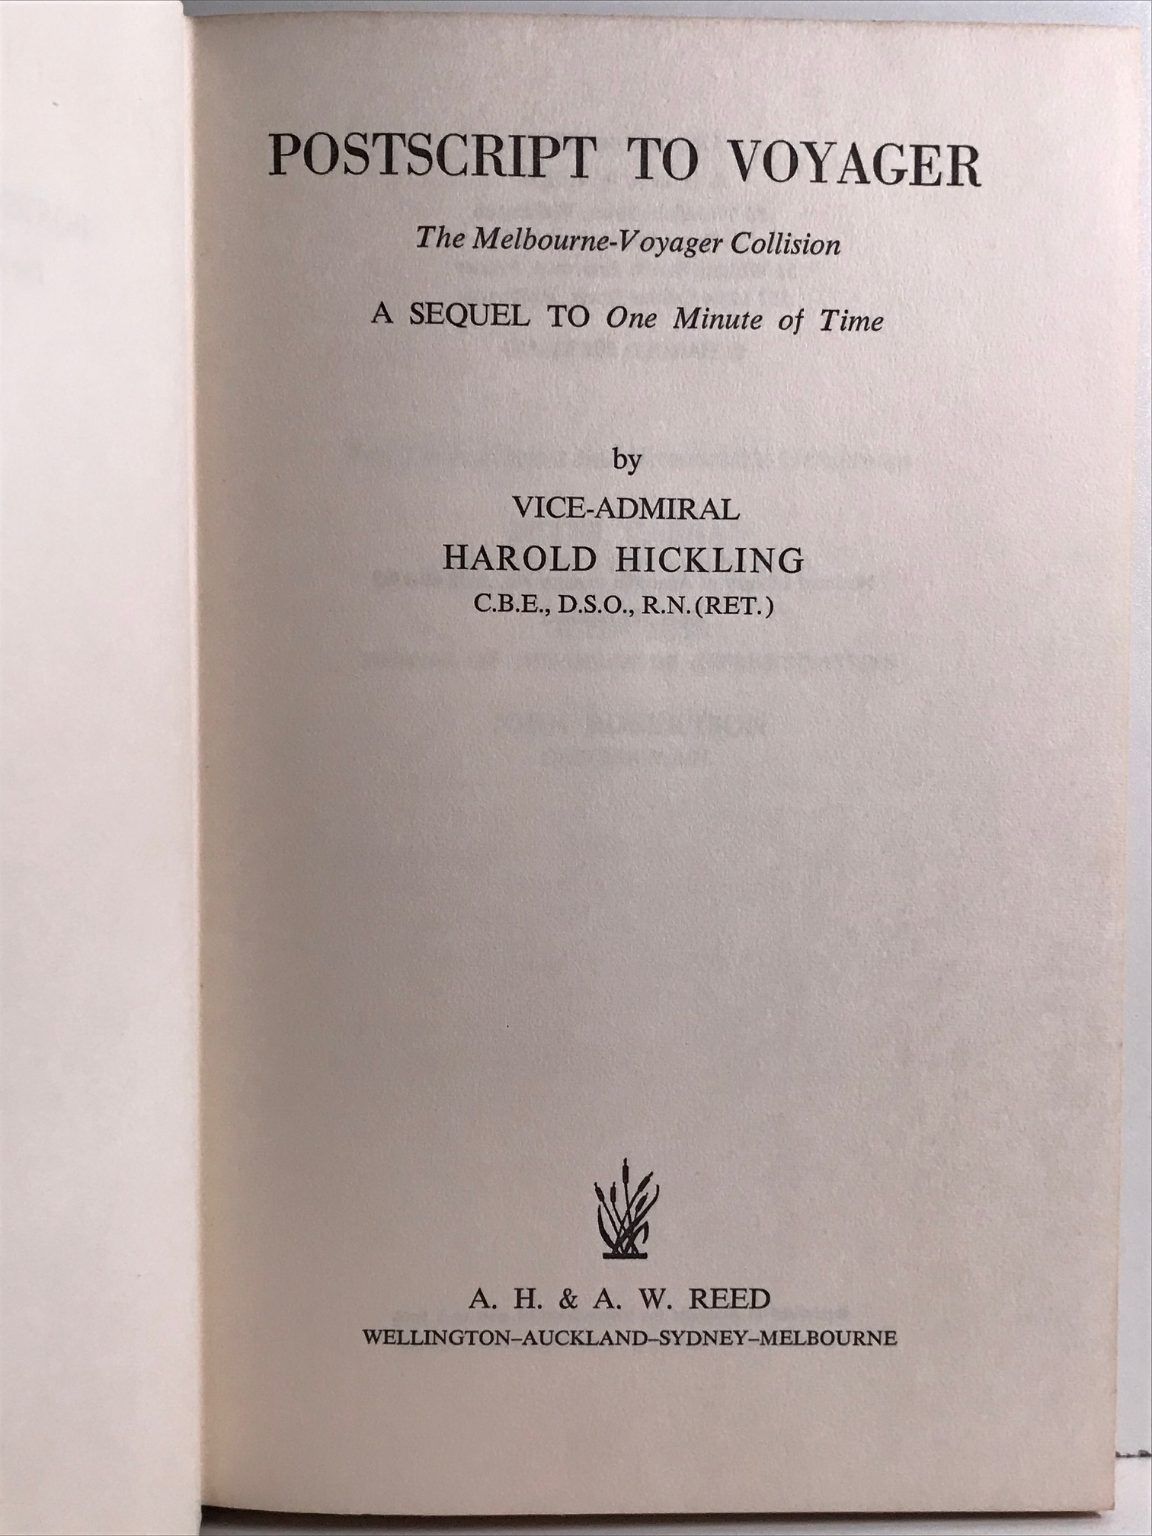 POSTSCRIPT TO VOYAGER
The Melbourne-Voyager Collision
A SEQUEL TO One Minute of Time
by
VICE-ADMIRAL
HAROLD HICKLING
C.B.E., D.S.O., R.N. (RET.)
A. H. & A. W. REED
WELLINGTON–AUCKLAND–SYDNEY–MELBOURNE